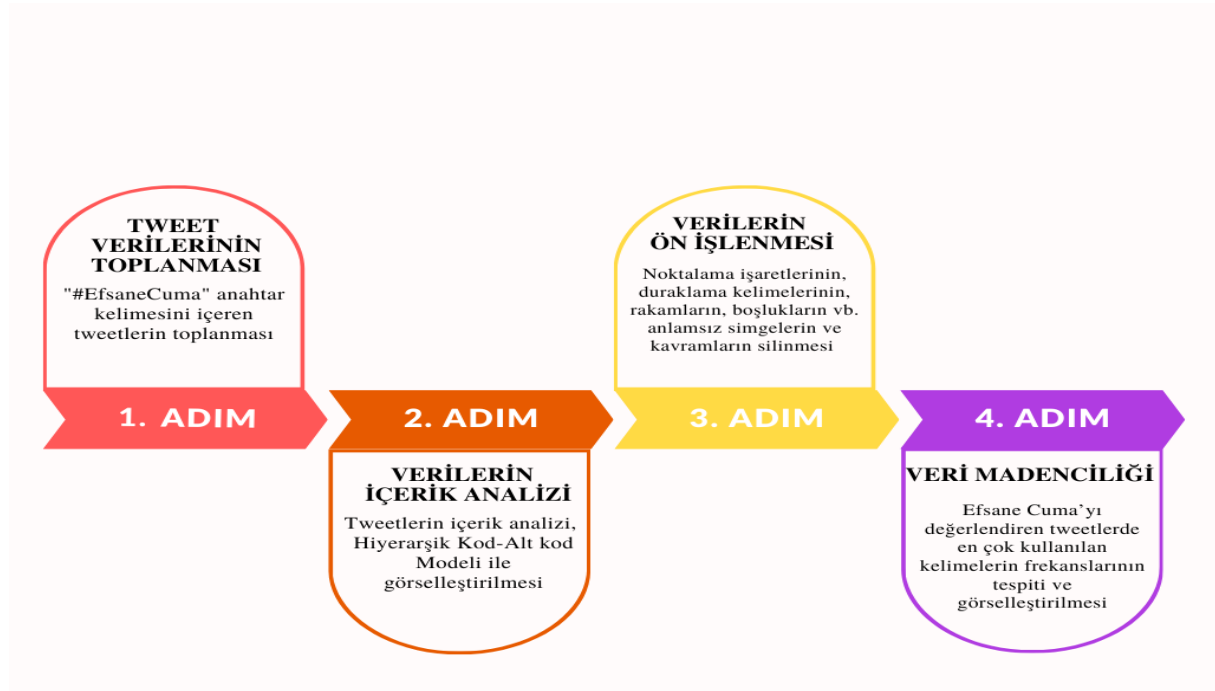 TWEET
VERİLERİNİN
TOPLANMASI
"#EfsaneCuma" anahtar
kelimesini içeren
tweetlerin toplanması
1. ADIM
2. ADIM
VERİLERİN
İÇERİK ANALİZİ
Tweetlerin içerik analizi,
Hiyerarşik Kod-Alt kod
Modeli ile
görselleştirilmesi
VERİLERİN
ÖN İŞLENMESİ
Noktalama işaretlerinin,
duraklama kelimelerinin,
rakamların, boşlukların vb.
anlamsız simgelerin ve
kavramların silinmesi
3. ADIM
4. ADIM
VERİ MADENCİLİĞİ
Efsane Cuma’yı
değerlendiren tweetlerde
en çok kullanılan
kelimelerin frekanslarının
tespiti ve
görselleştirilmesi